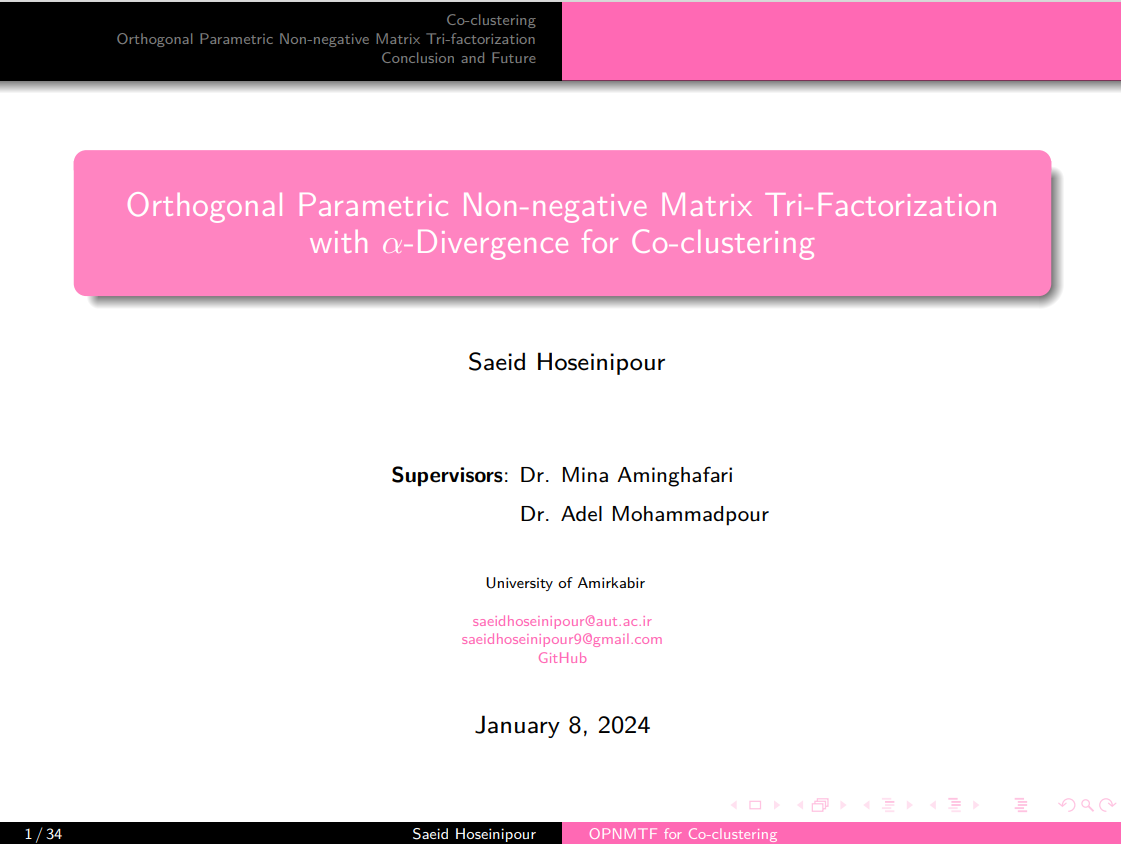 Co-clustering
Orthogonal Parametric Non-negative Matrix Tri-factorization
Conclusion and Future
Orthogonal Parametric Non-negative Matrix Tri-Factorization
with α-Divergence for Co-clustering
Saeid Hoseinipour
Supervisors: Dr. Mina Aminghafari
Dr. Adel Mohammadpour
University of Amirkabir
saeidhoseinipour@aut.ac.ir
saeidhoseinipour9@gmail.com
GitHub
January 8, 2024
1 / 34
Saeid Hoseinipour
OPNMTF for Co-clustering